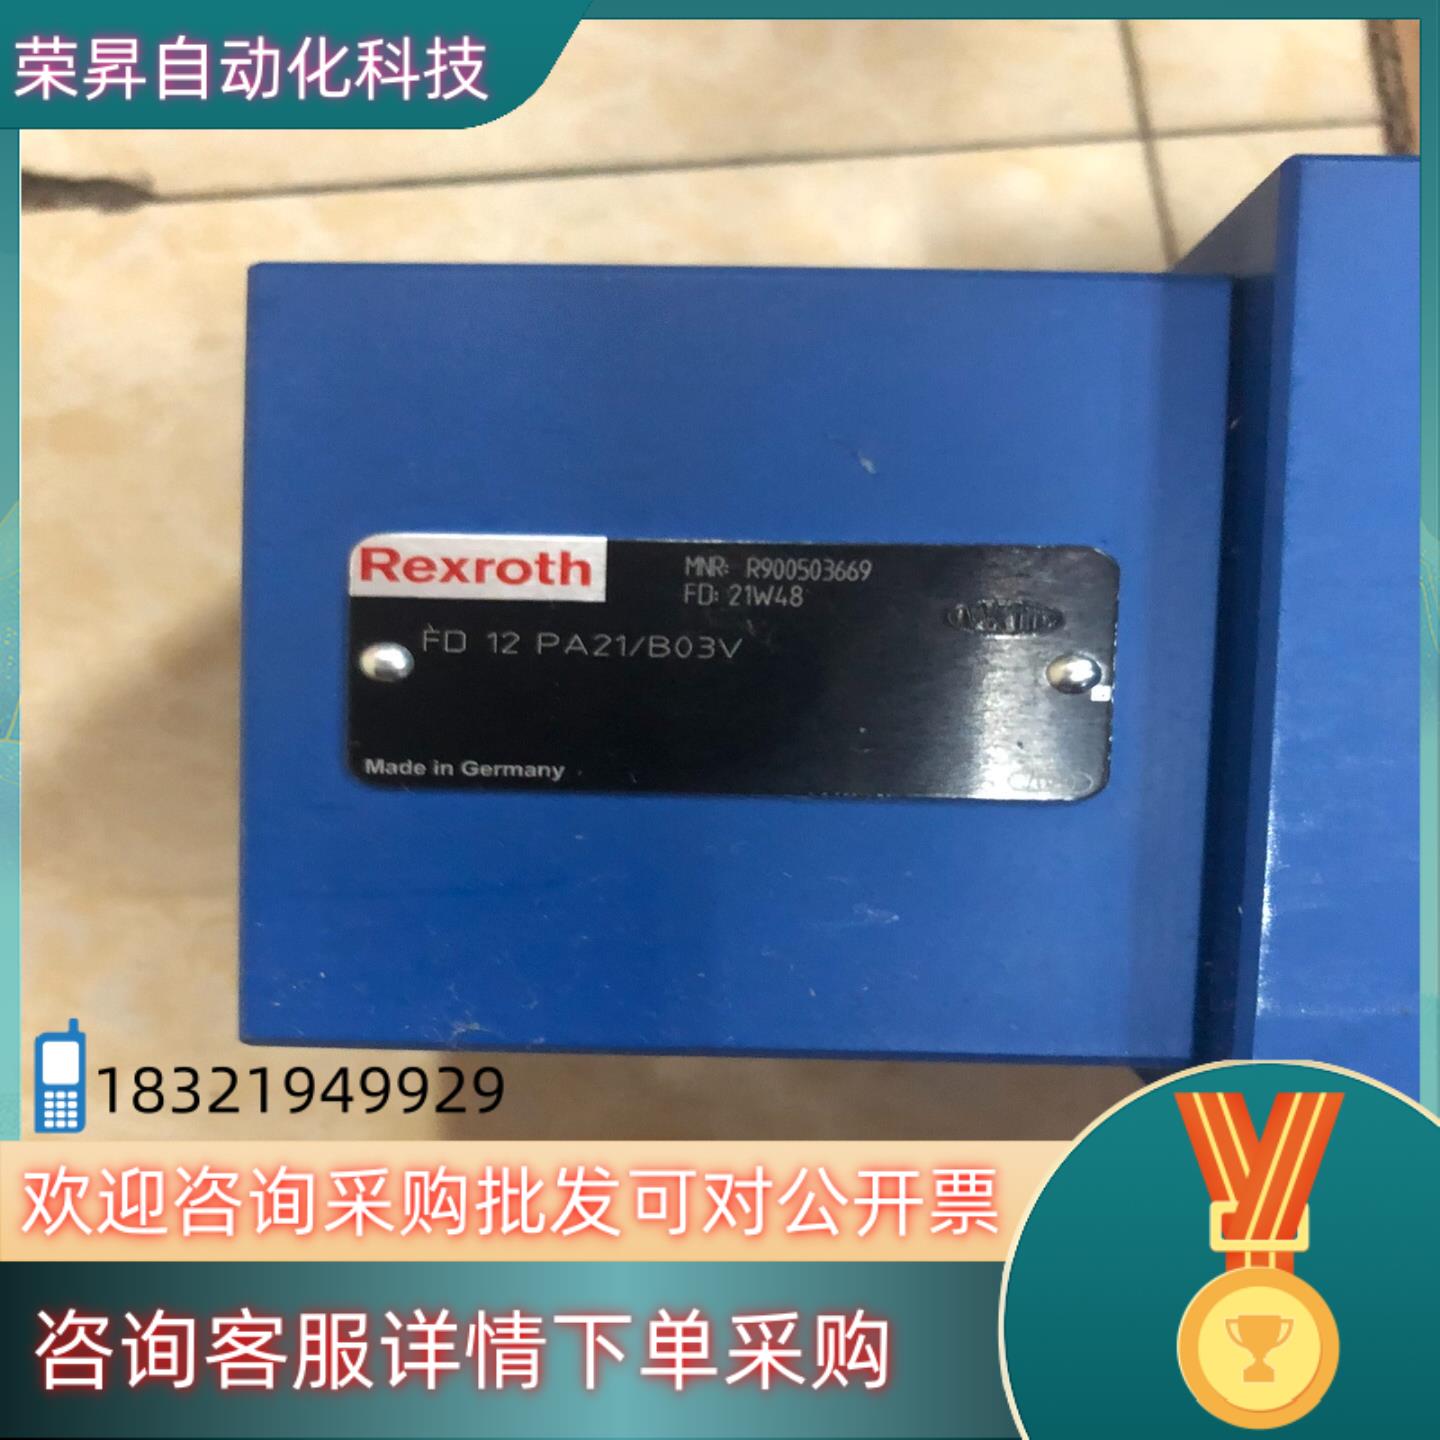 荣昇自动化科技
Rexroth
MNR: R900503669
FD: 21W48
FD 12 PA21/B03V
Made in Germany
18321949929
欢迎咨询采购批发可对公开票
咨询客服详情下单采购